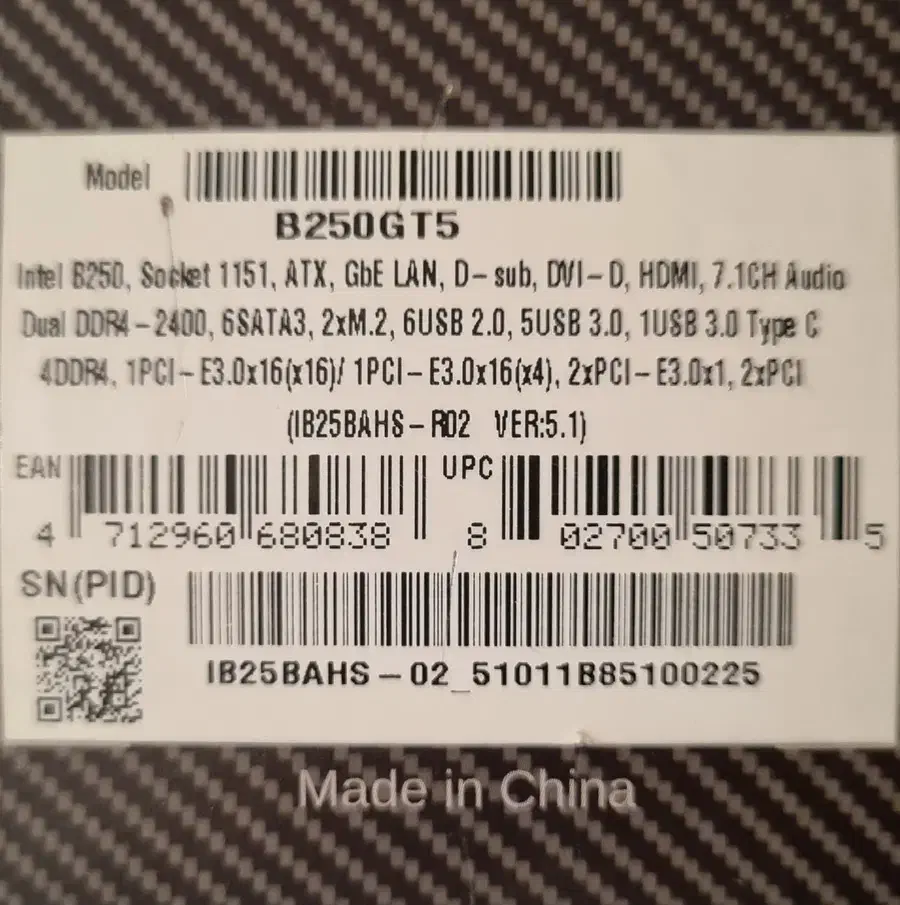 Model
B250GT5
Intel B250, Socket 1151, ATX, GbE LAN, D-sub, DVI-D, HDMI, 7.1CH Audio
Dual DDR4-2400, 6SATA3, 2xM.2, 6USB 2.0, 5USB 3.0, 1USB 3.0 Type C
4DDR4, 1PCI-E3.0x16(x16)/ 1PCI-E3.0x16(x4), 2xPCI-E3.0x1, 2xPCI
(IB25BAHS-R02 VER:5.1)
EAN UPC
4 712960 680838 8 02700 50733 5
SN(PID)
IB25BAHS-02_51011B85100225
Made in China